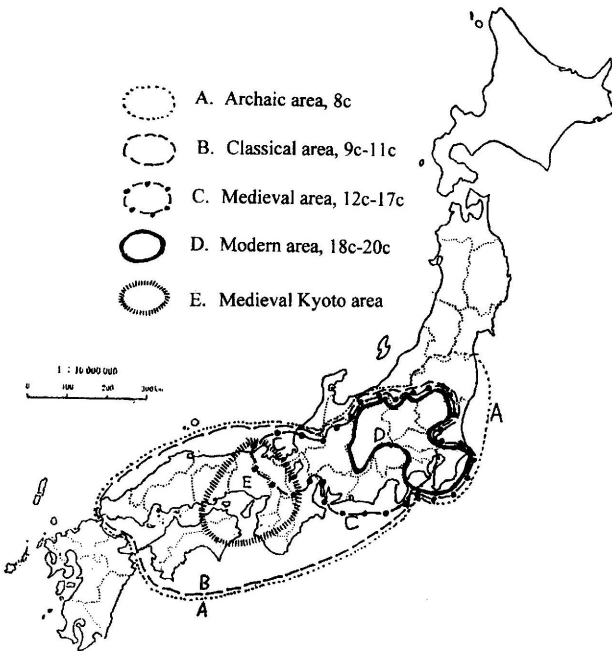 A. Archaic area, 8c
B. Classical area, 9c-11c
C. Medieval area, 12c-17c
D. Modern area, 18c-20c
E. Medieval Kyoto area
1 : 10 000 000
0 100 200 300km
A
D
E
C
B
A